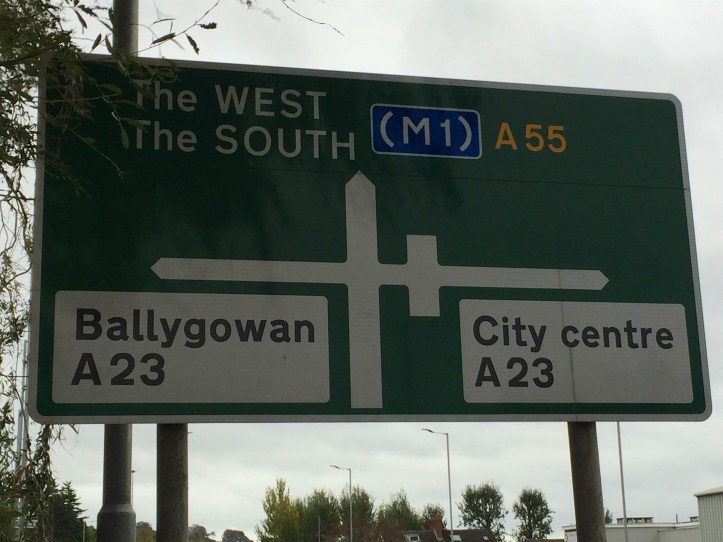 The WEST
The SOUTH (M1) A55
Ballygowan
A23
City centre
A23